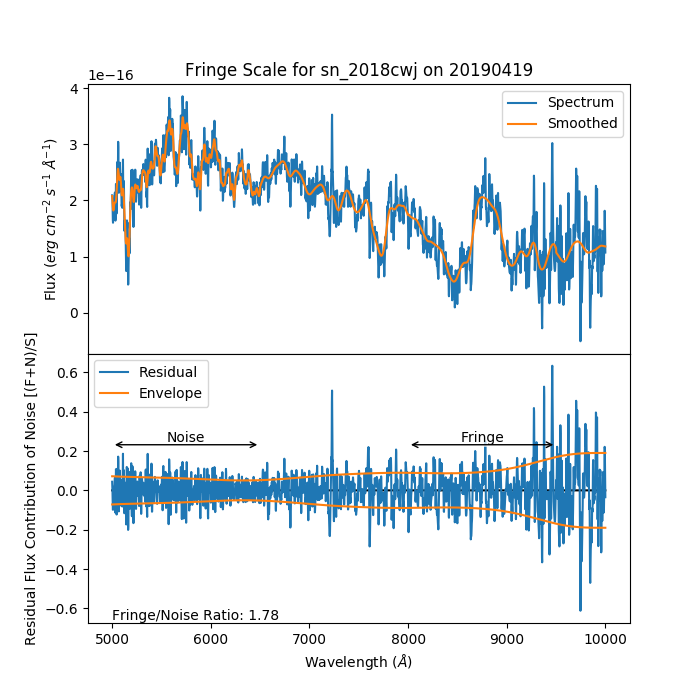 Fringe Scale for sn_2018cwj on 20190419
1e−16
Spectrum
Smoothed
4
3
2
1
0
Flux (erg cm⁻² s⁻¹ Å⁻¹)
Residual
Envelope
Noise
Fringe
0.6
0.4
0.2
0.0
−0.2
−0.4
−0.6
Residual Flux Contribution of Noise [(F+N)/S]
Fringe/Noise Ratio: 1.78
5000 6000 7000 8000 9000 10000
Wavelength (Å)